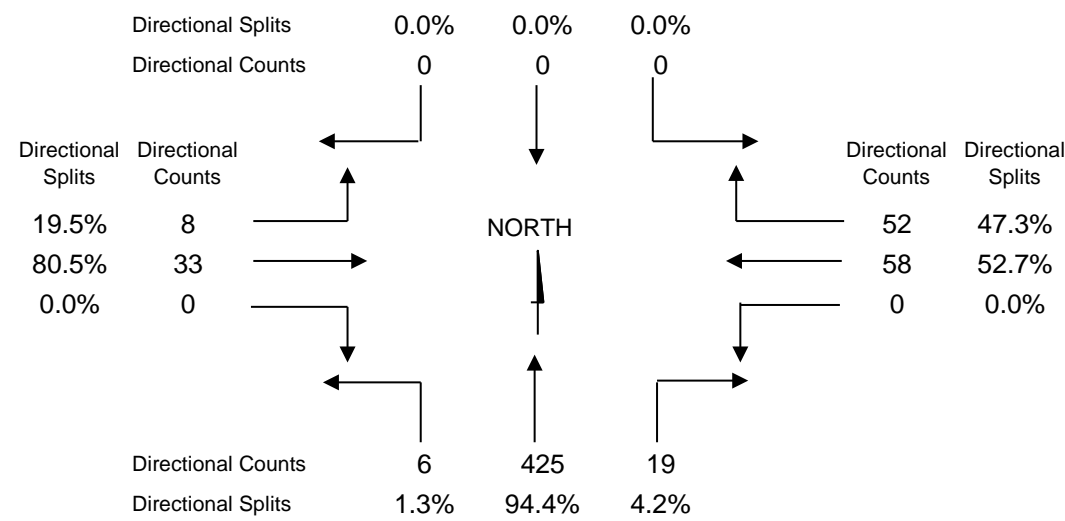 Directional Splits 0.0% 0.0% 0.0%
Directional Counts 0 0 0
Directional Directional Directional Directional
Splits Counts Counts Splits
19.5% 8 NORTH 52 47.3%
80.5% 33 58 52.7%
0.0% 0 0 0.0%
Directional Counts 6 425 19
Directional Splits 1.3% 94.4% 4.2%